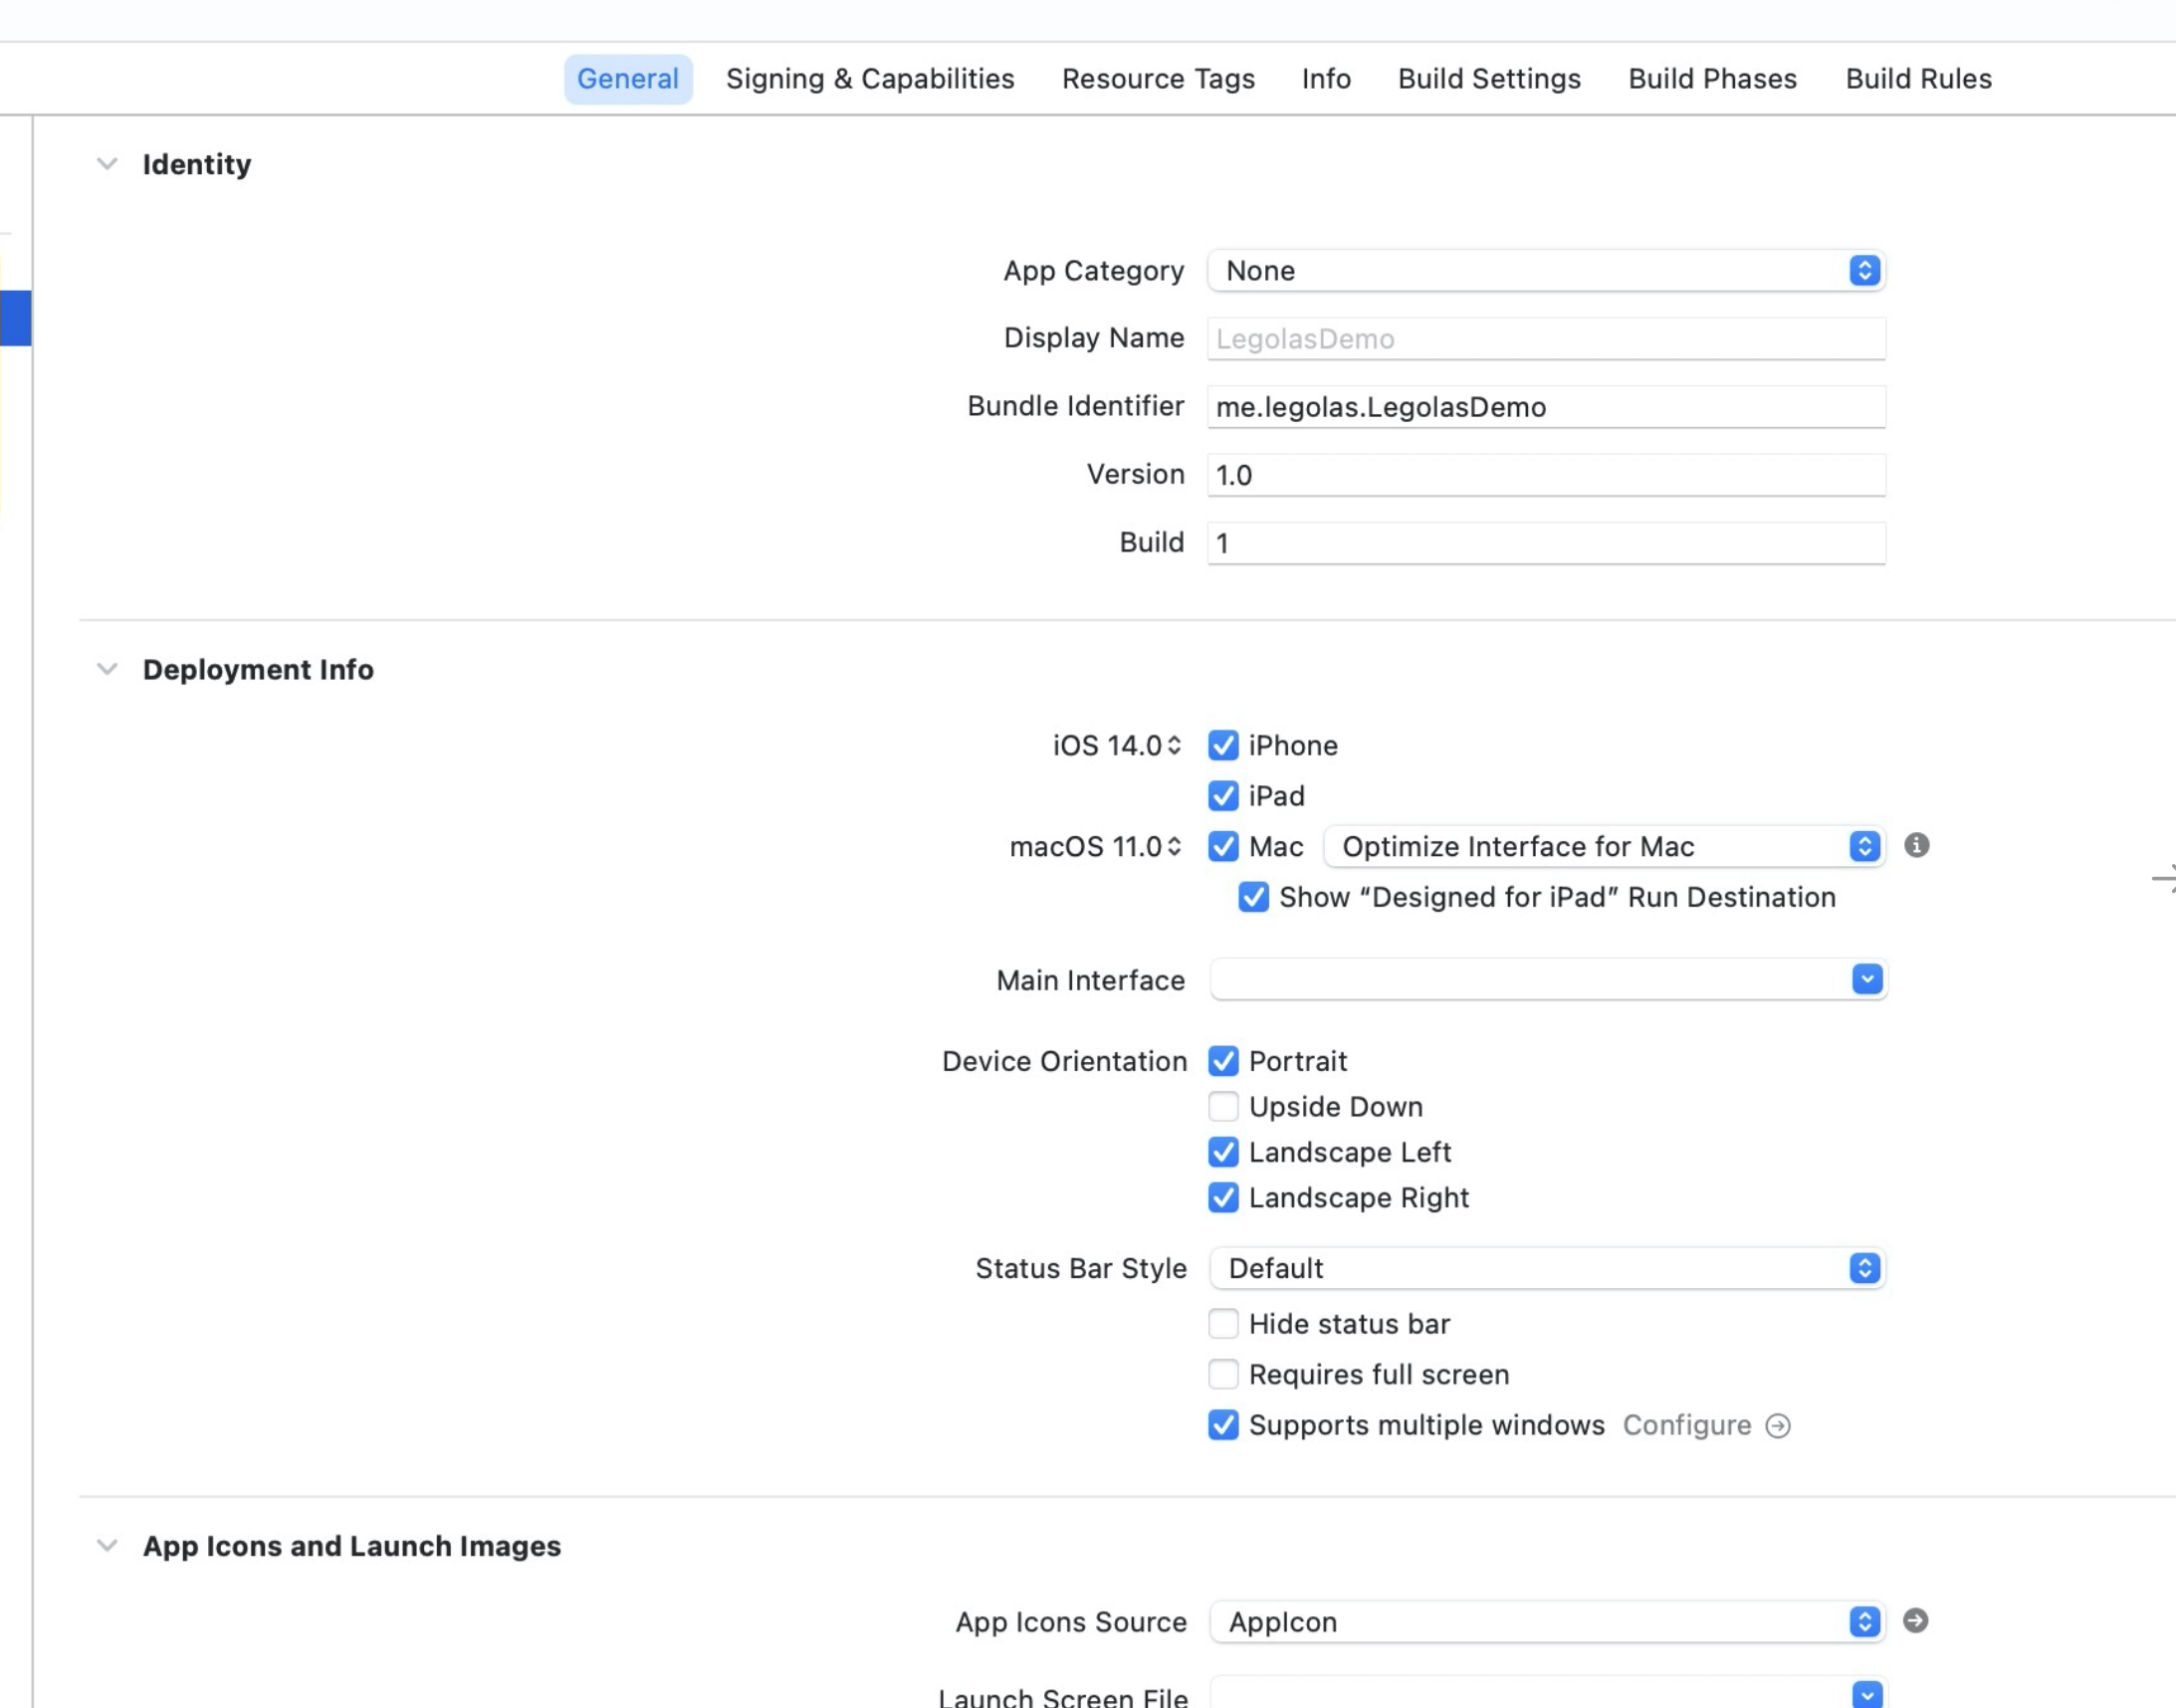 General Signing & Capabilities Resource Tags Info Build Settings Build Phases Build Rules
Identity
App Category None
Display Name LegolasDemo
Bundle Identifier me.legolas.LegolasDemo
Version 1.0
Build 1
Deployment Info
iOS 14.0 iPhone
iPad
macOS 11.0 Mac Optimize Interface for Mac
Show “Designed for iPad” Run Destination
Main Interface
Device Orientation Portrait
Upside Down
Landscape Left
Landscape Right
Status Bar Style Default
Hide status bar
Requires full screen
Supports multiple windows Configure
App Icons and Launch Images
App Icons Source AppIcon
Launch Screen File